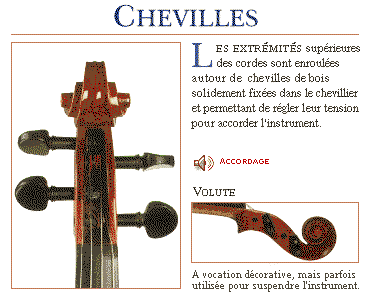 CHEVILLES
LES EXTRÉMITÉS supérieures
des cordes sont enroulées
autour de chevilles de bois
solidement fixées dans le chevillier
et permettant de régler leur tension
pour accorder l'instrument.
ACCORDAGE
VOLUTE
A vocation décorative, mais parfois
utilisée pour suspendre l'instrument.